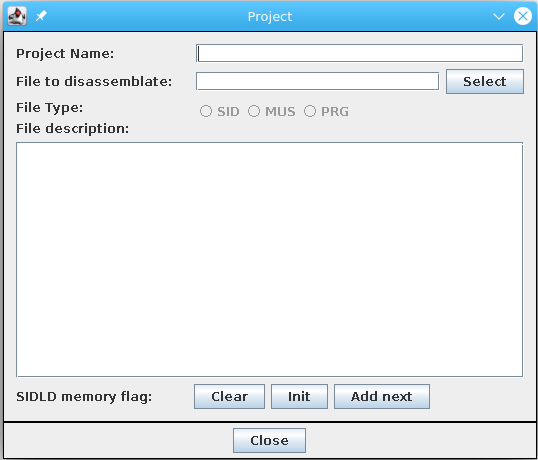 Project
Project Name:
File to disassemblate: Select
File Type: SID MUS PRG
File description:
SIDLD memory flag: Clear Init Add next
Close